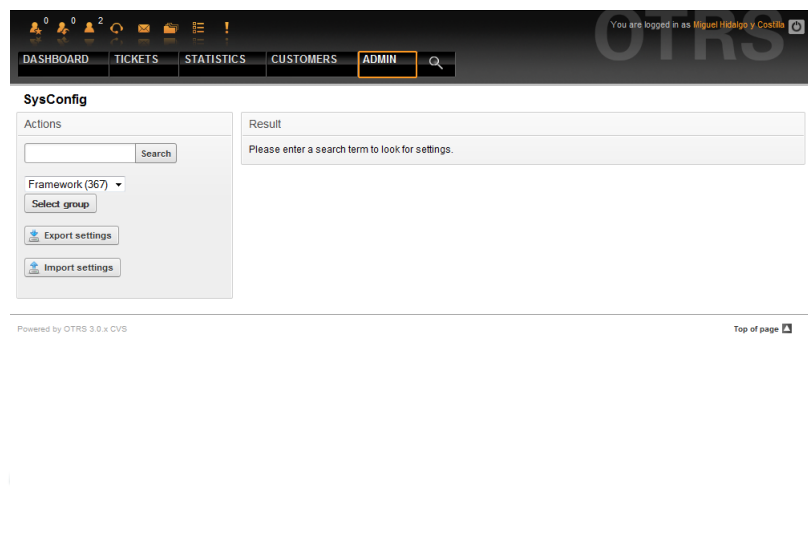 0 0 2
You are logged in as Miguel Hidalgo y Costilla
OTRS
DASHBOARD TICKETS STATISTICS CUSTOMERS ADMIN
SysConfig
Actions
Search
Framework (367)
Select group
Export settings
Import settings
Result
Please enter a search term to look for settings.
Powered by OTRS 3.0.x CVS
Top of page